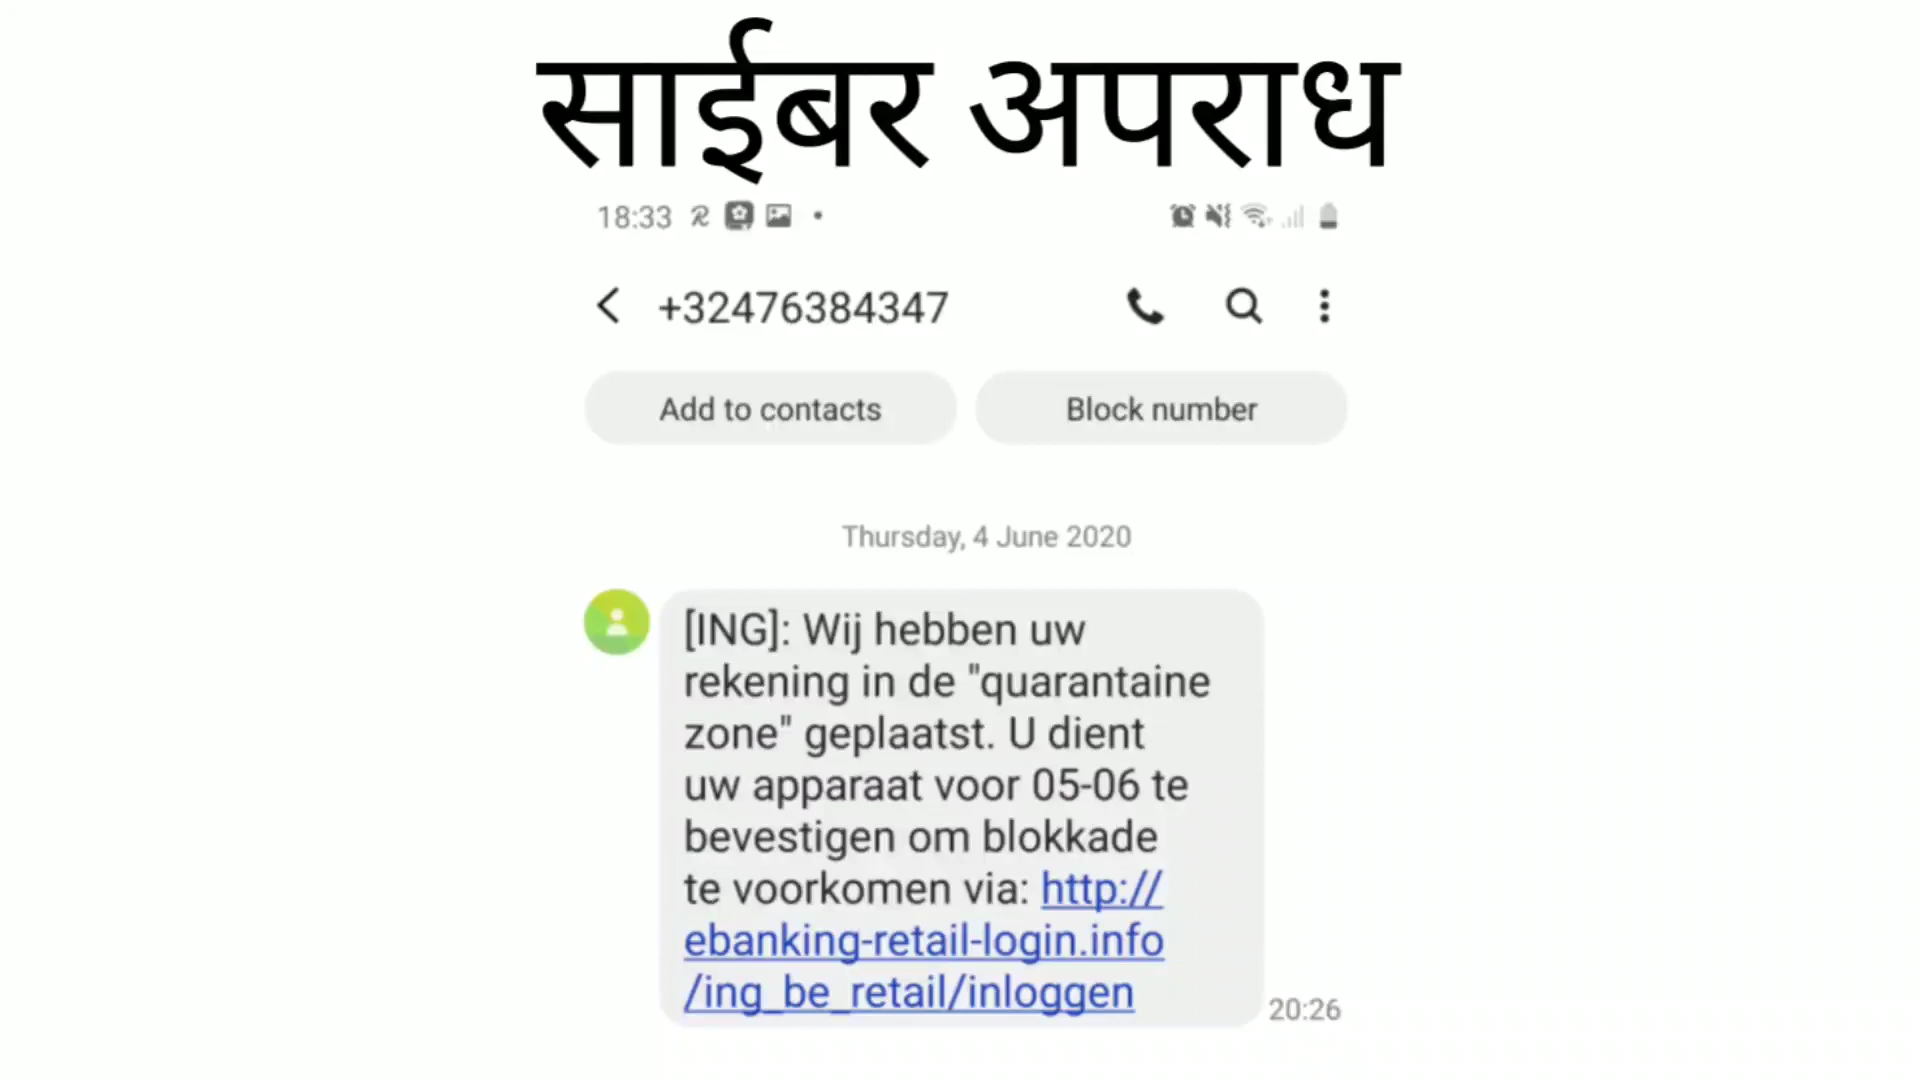 साईबर अपराध
18:33
+32476384347
Add to contacts
Block number
Thursday, 4 June 2020
[ING]: Wij hebben uw
rekening in de "quarantaine
zone" geplaatst. U dient
uw apparaat voor 05-06 te
bevestigen om blokkade
te voorkomen via: http://
ebanking-retail-login.info
/ing_be_retail/inloggen
20:26